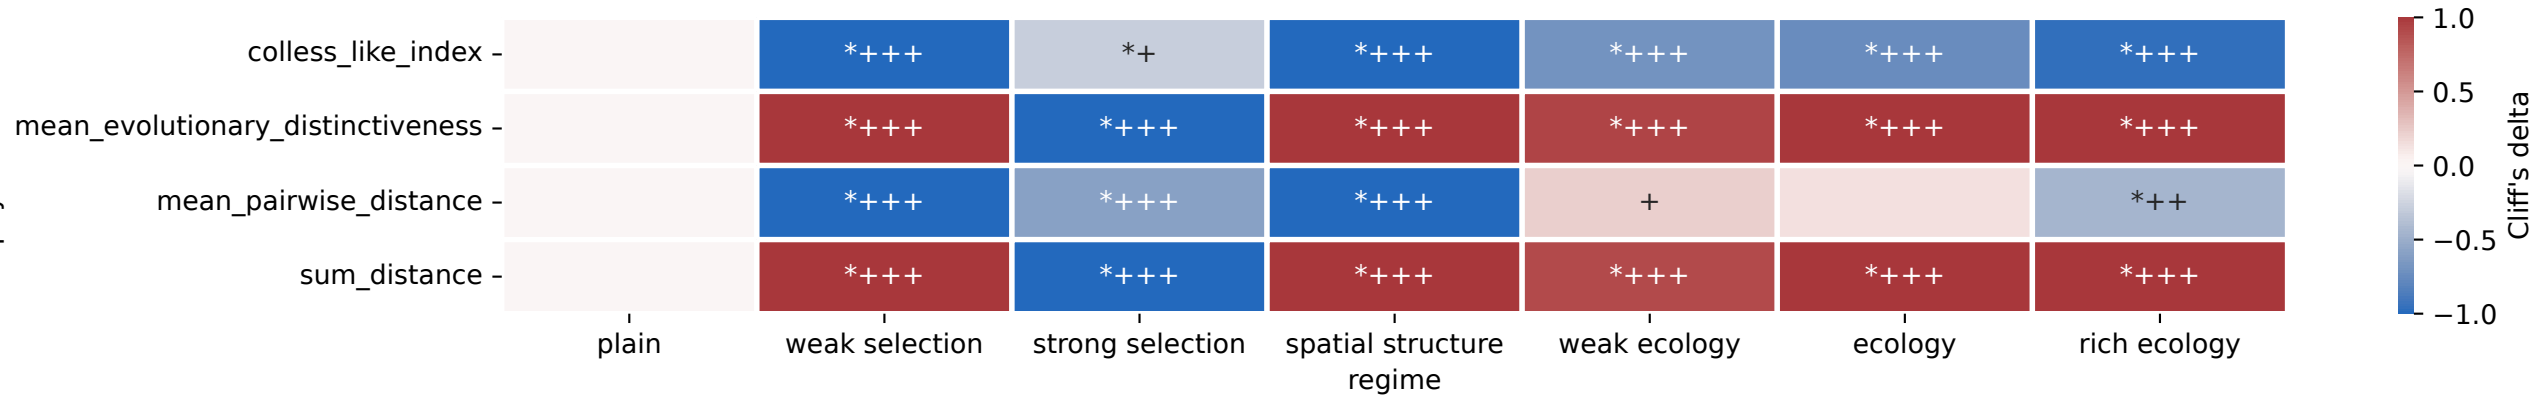 colless_like_index *+++ *+ *+++ *+++ *+++ *+++
mean_evolutionary_distinctiveness *+++ *+++ *+++ *+++ *+++ *+++
mean_pairwise_distance *+++ *+++ *+++ + *++
sum_distance *+++ *+++ *+++ *+++ *+++ *+++
plain weak selection strong selection spatial structure weak ecology ecology rich ecology
regime
1.0
0.5
0.0
−0.5
−1.0
Cliff's delta